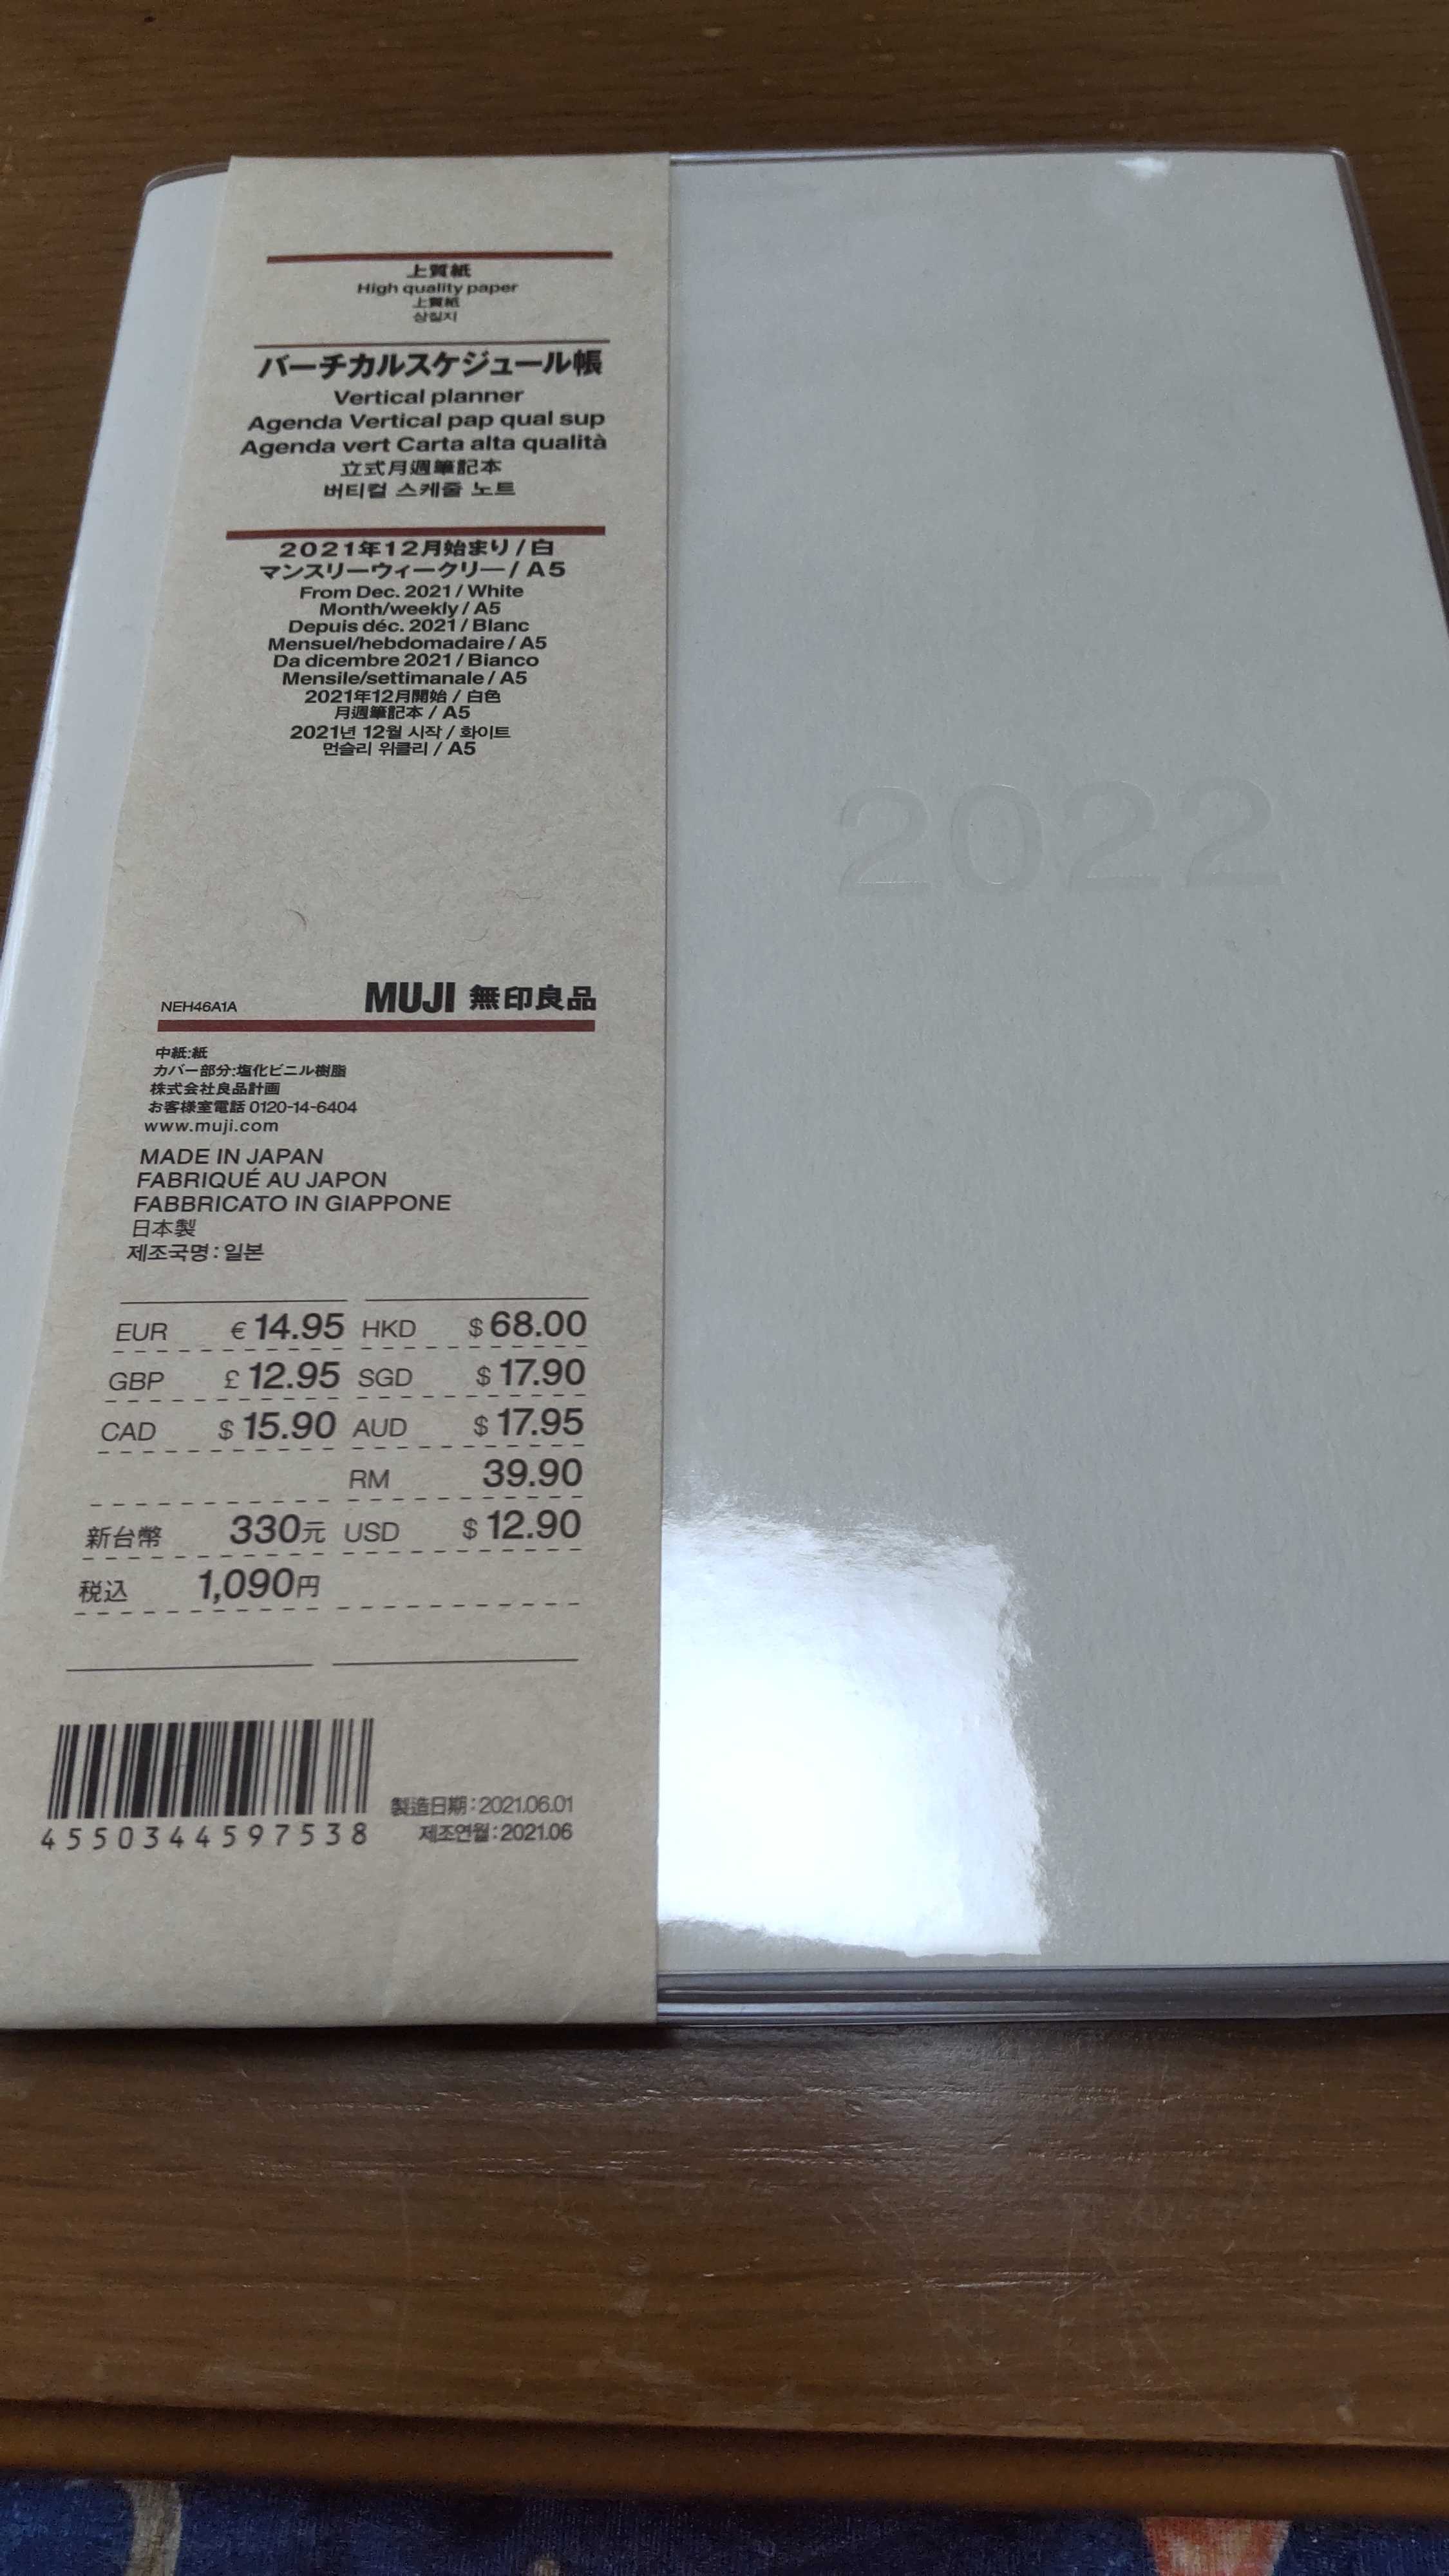 上質紙
High quality paper
上質紙
상질지
バーチカルスケジュール帳
Vertical planner
Agenda Vertical pap qual sup
Agenda vert Carta alta qualità
立式月週筆記本
버티컬 스케줄 노트
2021年12月始まり / 白
マンスリーウィークリー / A5
From Dec. 2021 / White
Month/weekly / A5
Depuis déc. 2021 / Blanc
Mensuel/hebdomadaire / A5
Da dicembre 2021 / Bianco
Mensile/settimanale / A5
2021年12月開始 / 白色
月週筆記本 / A5
2021년 12월 시작 / 화이트
먼슬리 위클리 / A5
2022
NEH46A1A MUJI 無印良品
中紙:紙
カバー部分:塩化ビニル樹脂
株式会社良品計画
お客様室電話 0120-14-6404
www.muji.com
MADE IN JAPAN
FABRIQUÉ AU JAPON
FABBRICATO IN GIAPPONE
日本製
제조국명 : 일본
EUR € 14.95 HKD $ 68.00
GBP £ 12.95 SGD $ 17.90
CAD $ 15.90 AUD $ 17.95
RM 39.90
新台幣 330元 USD $ 12.90
税込 1,090円
4550344597538
製造日期 : 2021.06.01
제조연월 : 2021.06